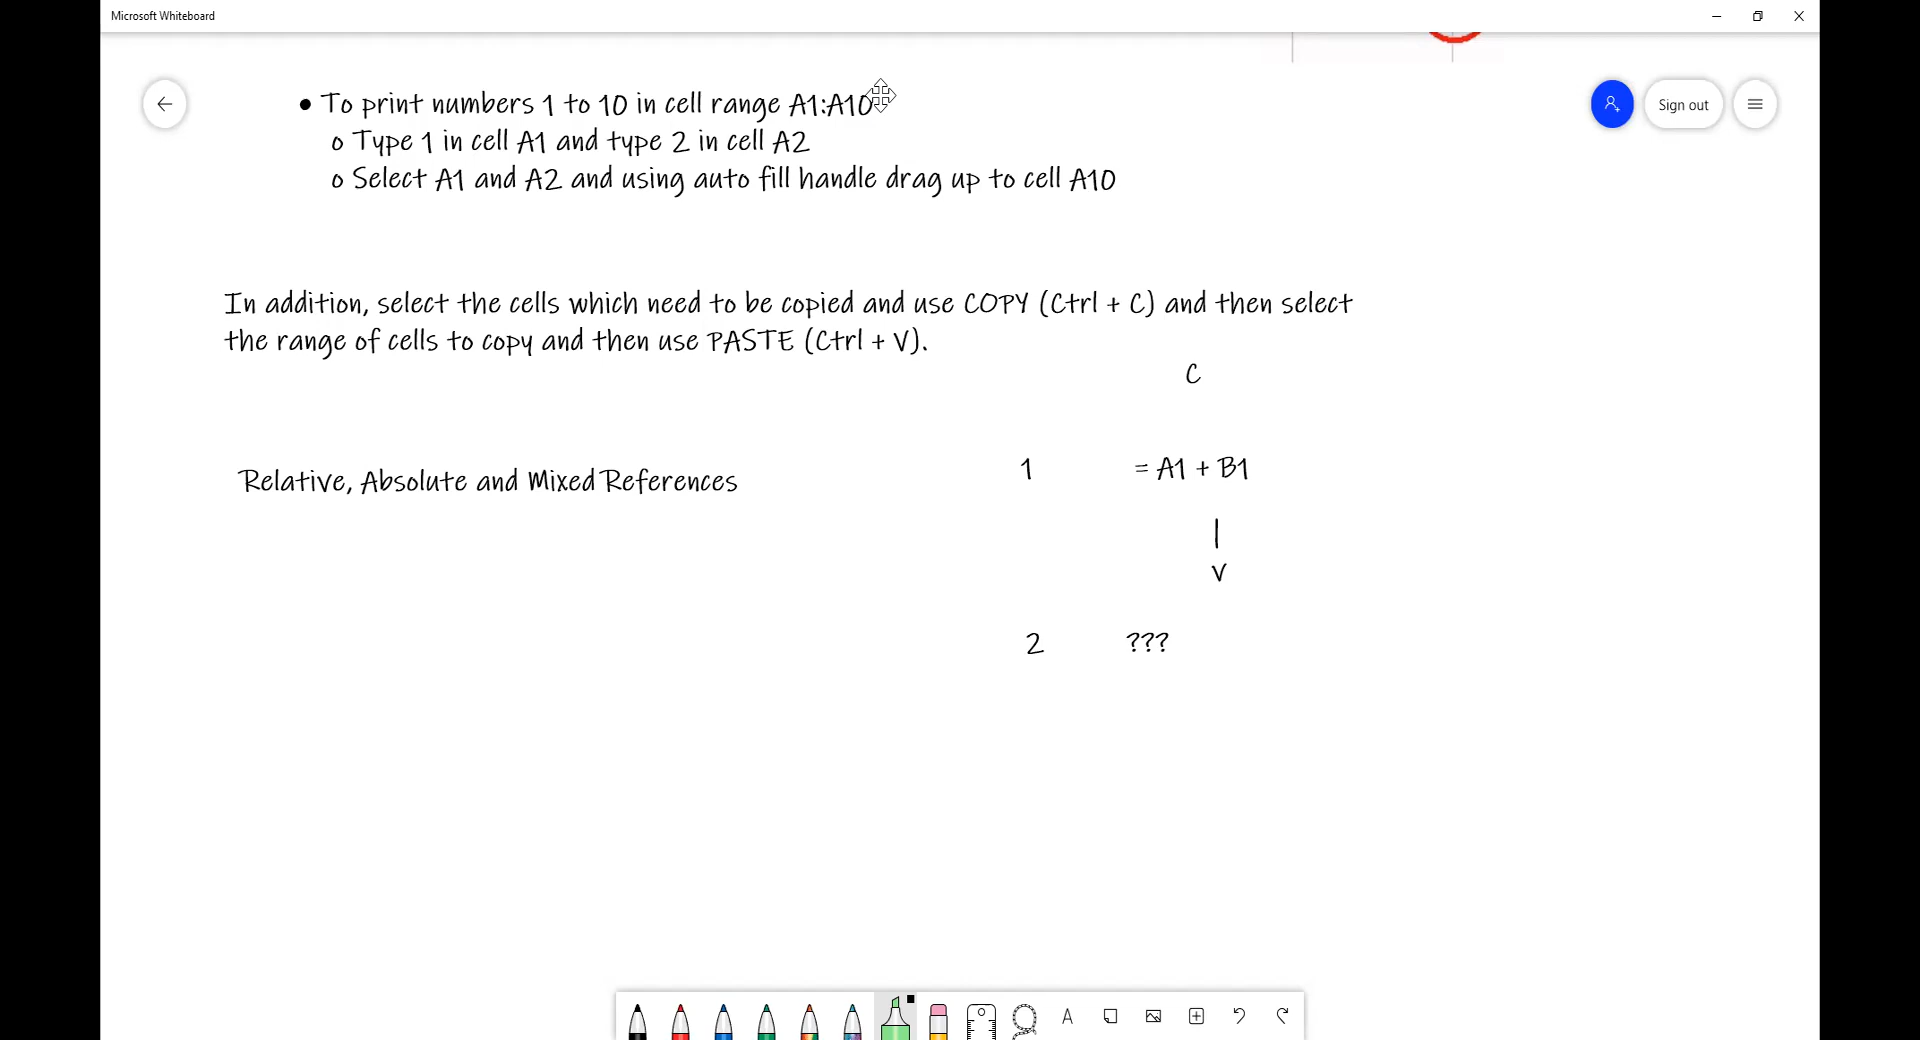 Microsoft Whiteboard
• To print numbers 1 to 10 in cell range A1:A10
Sign out
o Type 1 in cell A1 and type 2 in cell A2
o Select A1 and A2 and using auto fill handle drag up to cell A10
In addition, select the cells which need to be copied and use COPY (Ctrl + C) and then select
the range of cells to copy and then use PASTE (Ctrl + V).
C
Relative, Absolute and Mixed References
1 = A1 + B1
|
V
2 ???